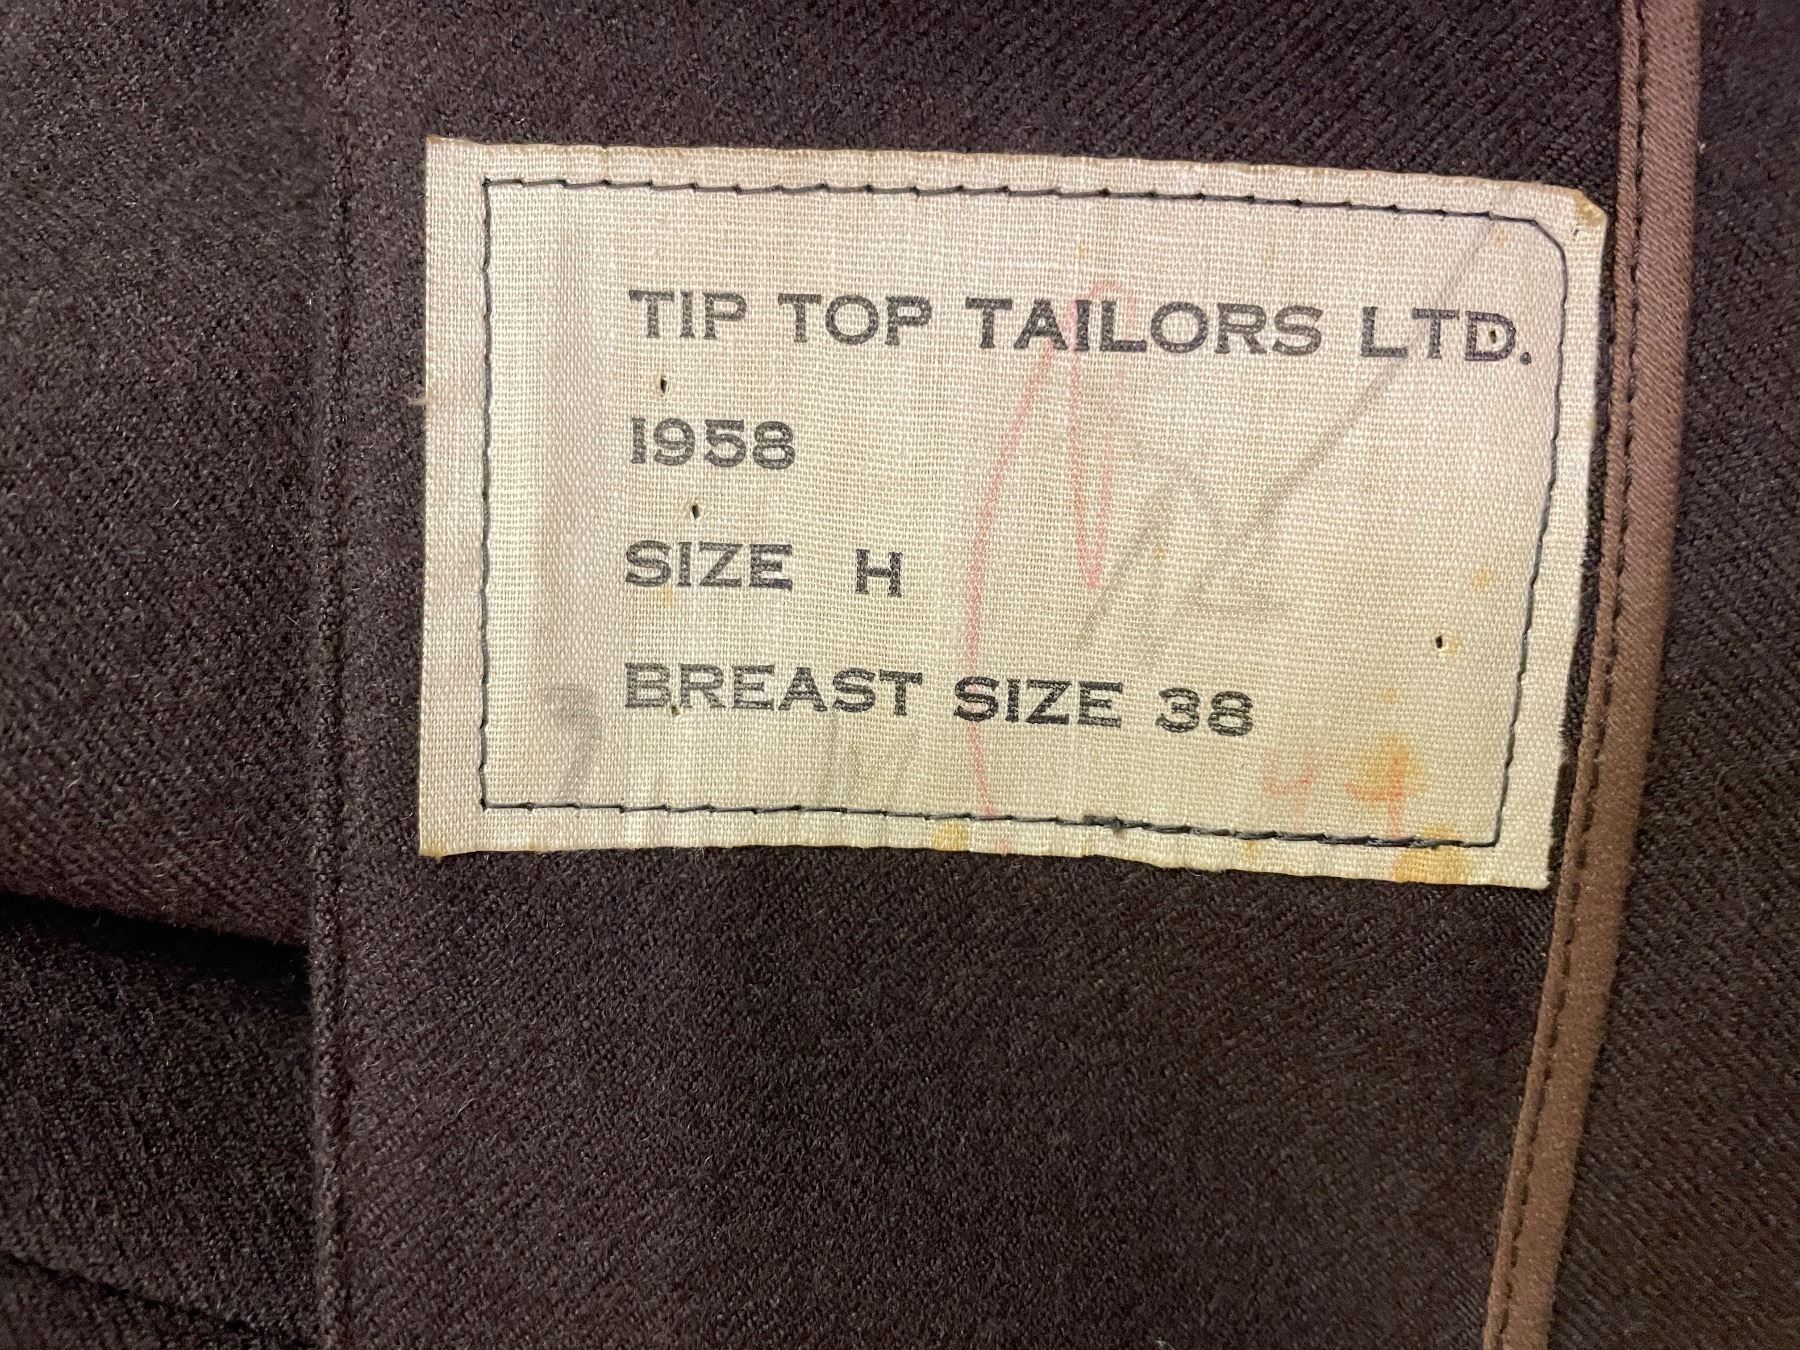 TIP TOP TAILORS LTD.
1958
SIZE H
BREAST SIZE 38